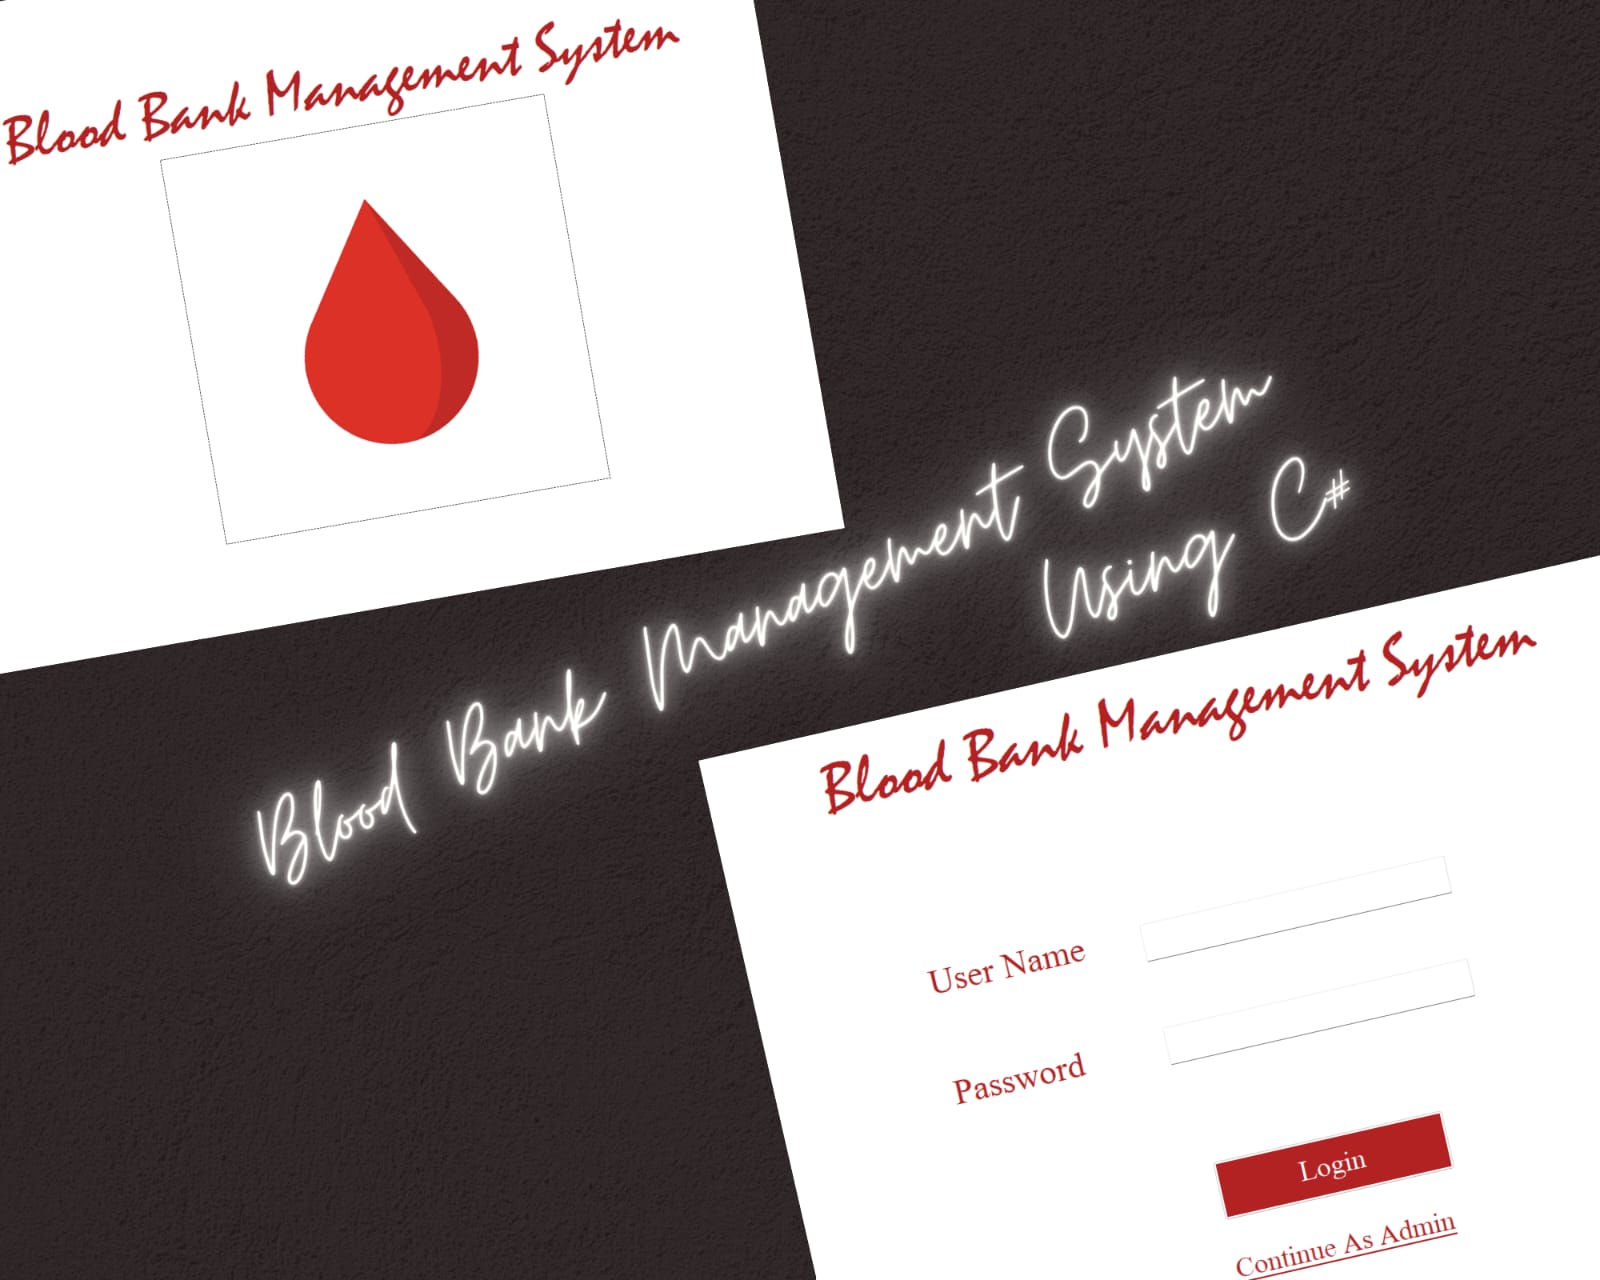 Blood Bank Management System
Blood Bank Management System
Using C#
Blood Bank Management System
User Name
Password
Login
Continue As Admin